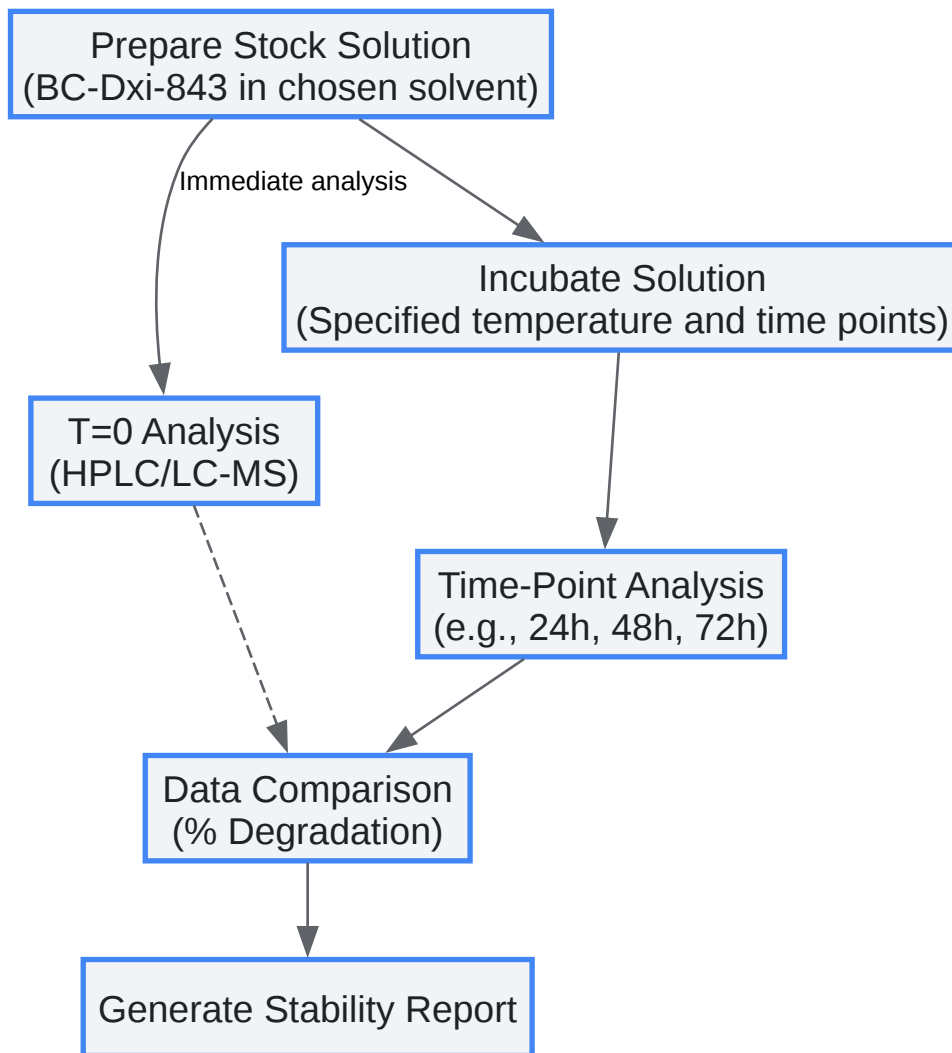 Prepare Stock Solution
(BC-Dxi-843 in chosen solvent)
Immediate analysis
Incubate Solution
(Specified temperature and time points)
T=0 Analysis
(HPLC/LC-MS)
Time-Point Analysis
(e.g., 24h, 48h, 72h)
Data Comparison
(% Degradation)
Generate Stability Report